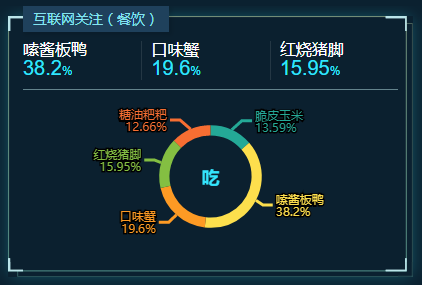 互联网关注（餐饮）
嗦酱板鸭 口味蟹 红烧猪脚
38.2% 19.6% 15.95%
糖油粑粑
12.66%
脆皮玉米
13.59%
红烧猪脚
15.95%
吃
嗦酱板鸭
38.2%
口味蟹
19.6%